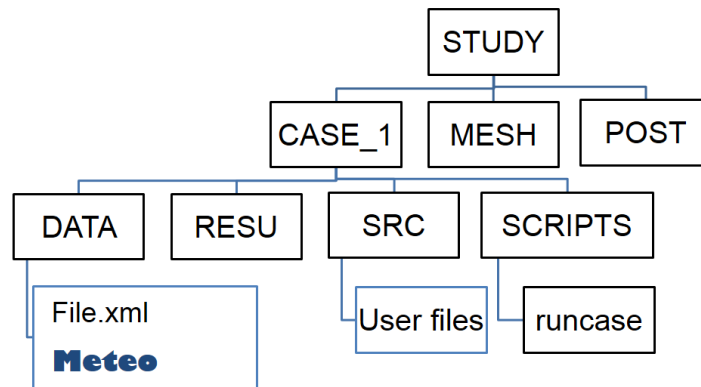 STUDY
CASE_1
MESH
POST
DATA
RESU
SRC
SCRIPTS
File.xml
Meteo
User files
runcase